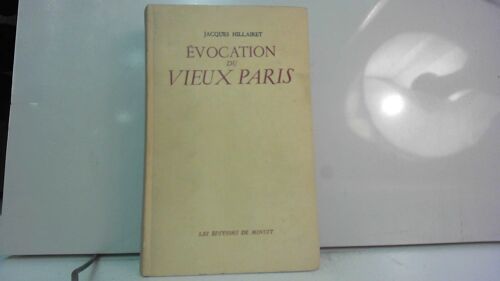 JACQUES HILLAIRET
ÉVOCATION
DU
VIEUX PARIS
LES ÉDITIONS DE MINUIT